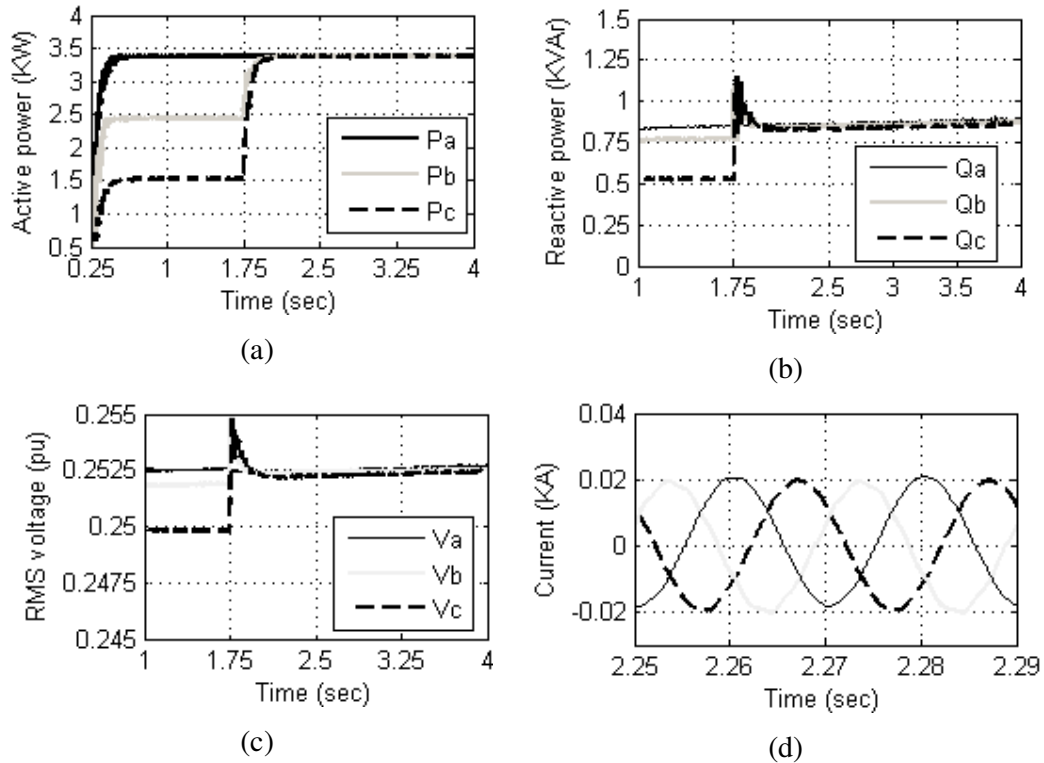 4
3.5
3
2.5
2
1.5
1
0.5
Active power (KW)
Pa
Pb
Pc
0.25
1
1.75
2.5
3.25
4
Time (sec)
(a)
1.5
1.25
1
0.75
0.5
0.25
0
Reactive power (KVAr)
Qa
Qb
Qc
1
1.75
2.5
3
3.5
4
Time (sec)
(b)
0.255
0.2525
0.25
0.2475
0.245
RMS voltage (pu)
Va
Vb
Vc
1
1.75
2.5
3.25
4
Time (sec)
(c)
0.04
0.02
0
-0.02
Current (KA)
2.25
2.26
2.27
2.28
2.29
Time (sec)
(d)